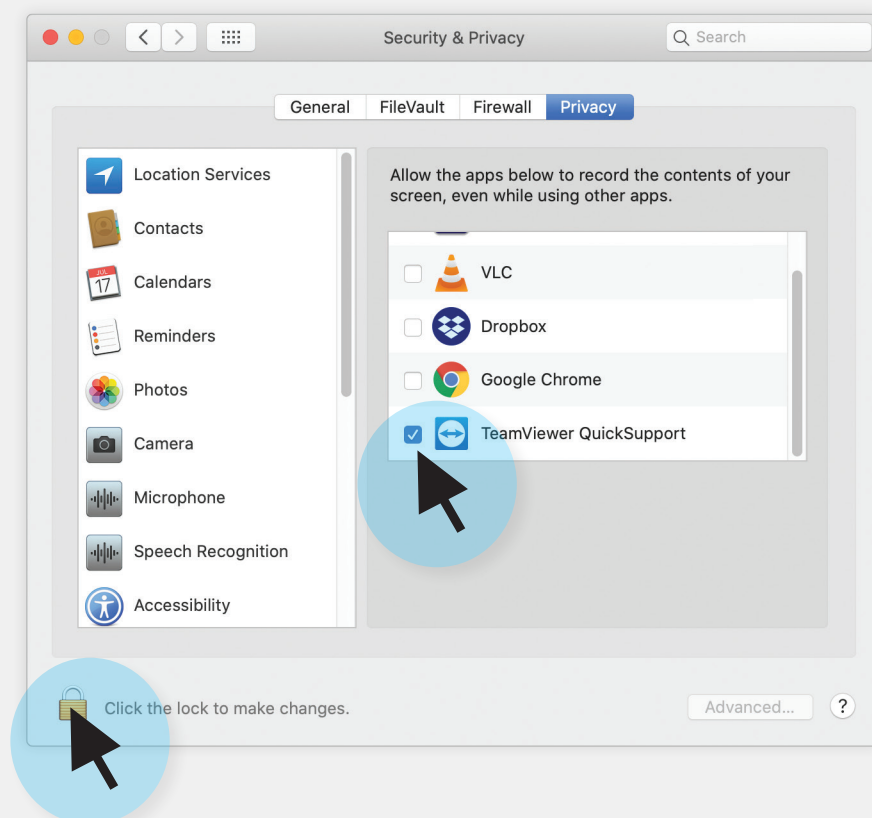 Security & Privacy
Search
General FileVault Firewall Privacy
Location Services
Contacts
JUL
17
Calendars
Reminders
Photos
Camera
Microphone
Speech Recognition
Accessibility
Allow the apps below to record the contents of your
screen, even while using other apps.
VLC
Dropbox
Google Chrome
TeamViewer QuickSupport
Click the lock to make changes.
Advanced...
?